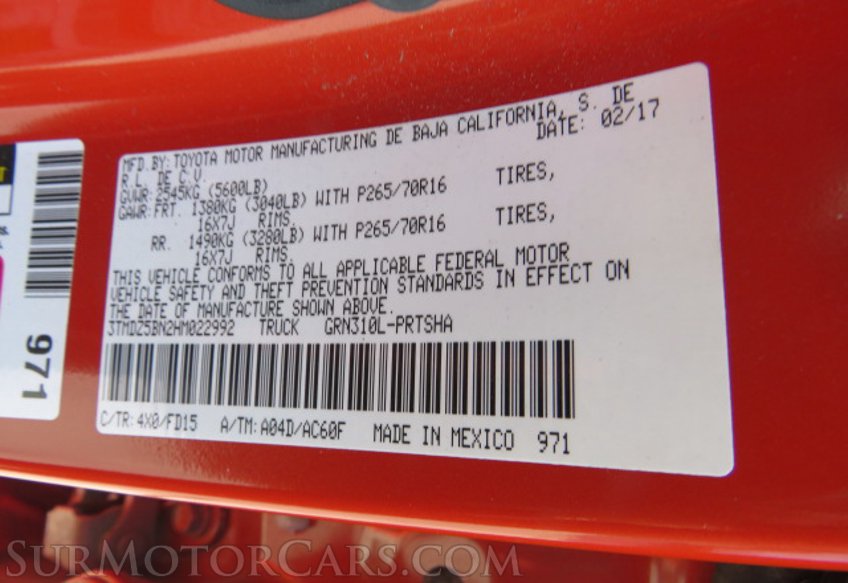 MFD.BY: TOYOTA MOTOR MANUFACTURING DE BAJA CALIFORNIA, S. DE
R.L. DE C.V. DATE: 02/17
GVWR: 2545KG (5600LB)
GAWR: FRT. 1380KG (3040LB) WITH P265/70R16 TIRES,
16X7J RIMS.
RR. 1490KG (3280LB) WITH P265/70R16 TIRES,
16X7J RIMS.
THIS VEHICLE CONFORMS TO ALL APPLICABLE FEDERAL MOTOR
VEHICLE SAFETY AND THEFT PREVENTION STANDARDS IN EFFECT ON
THE DATE OF MANUFACTURE SHOWN ABOVE.
3TMDZ5BN2HM022992 TRUCK GRN310L-PRTSHA
C/TR: 4X0/FD15 A/TM: A04D/AC60F MADE IN MEXICO 971
971
SURMOTORCARS.COM